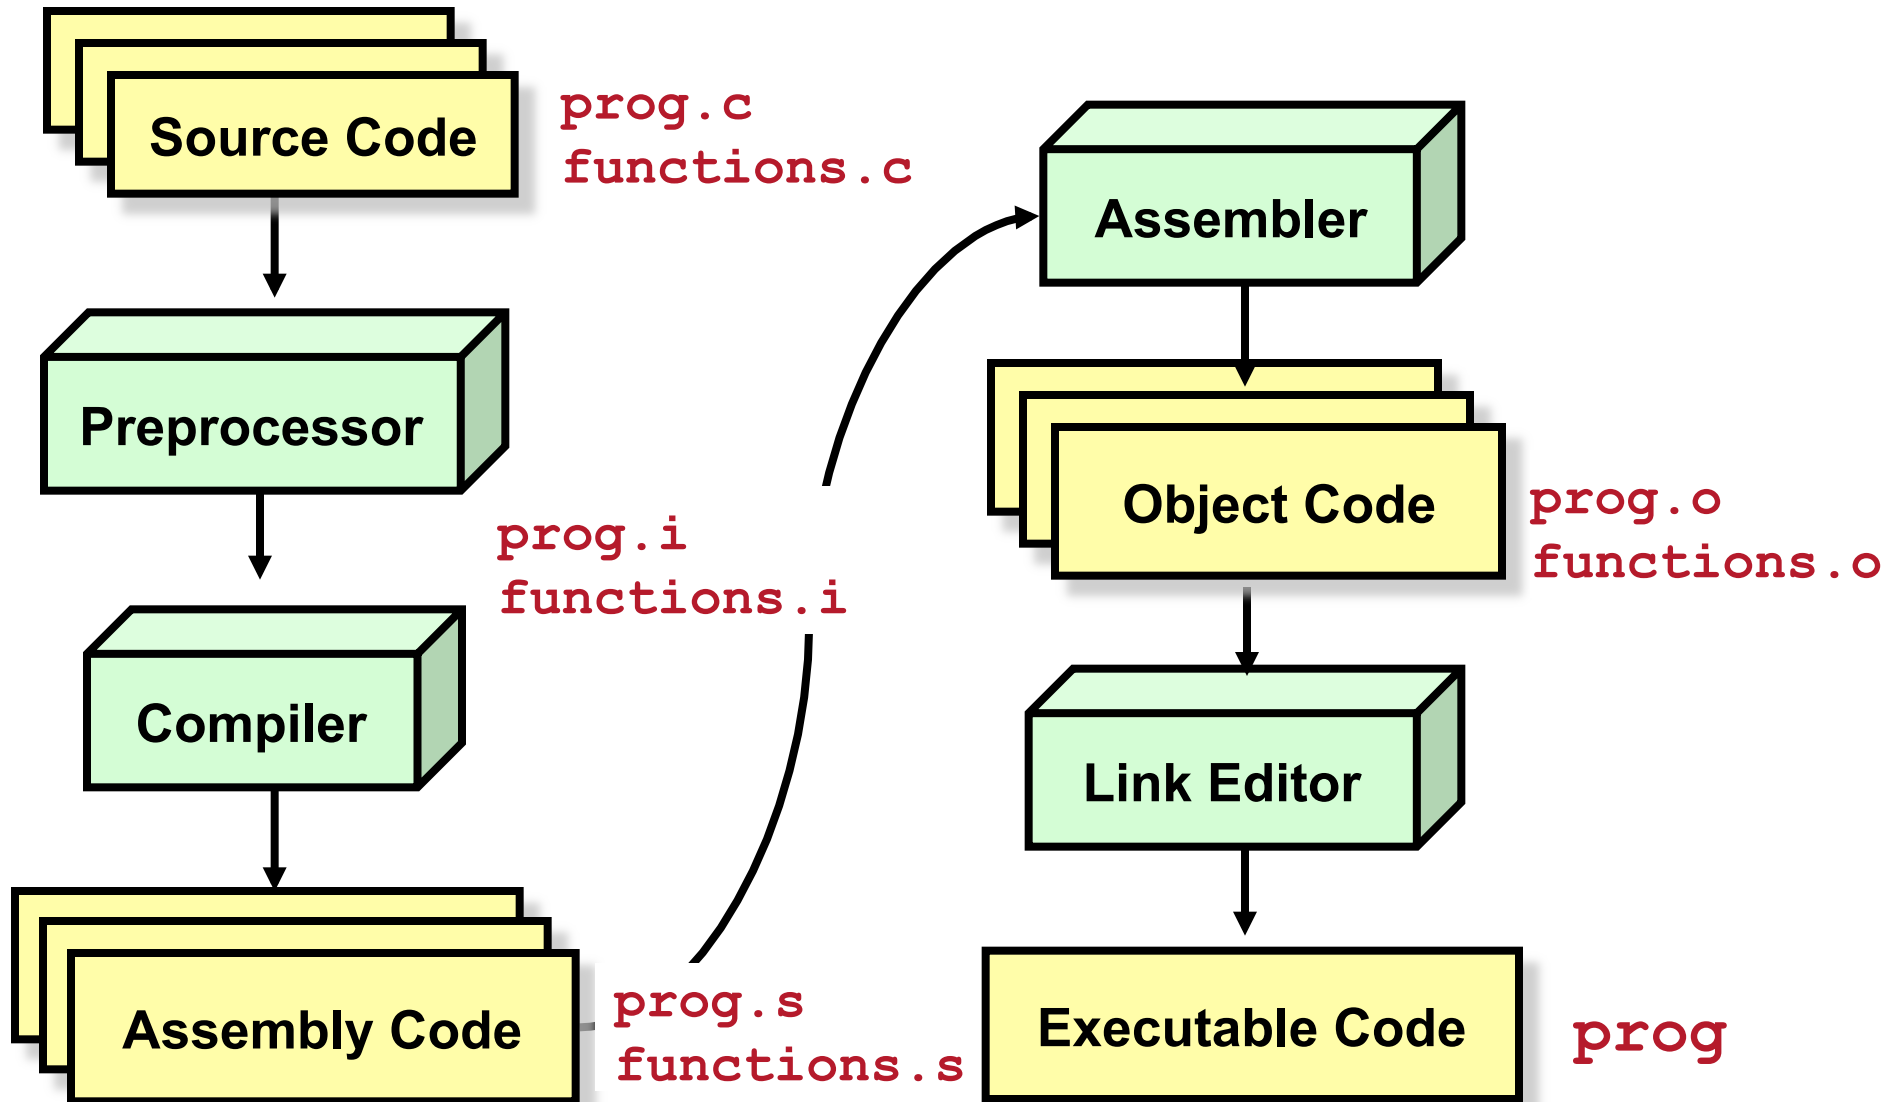 Source Code
prog.c
functions.c
Preprocessor
prog.i
functions.i
Compiler
Assembly Code
prog.s
functions.s
Assembler
Object Code
prog.o
functions.o
Link Editor
Executable Code
prog